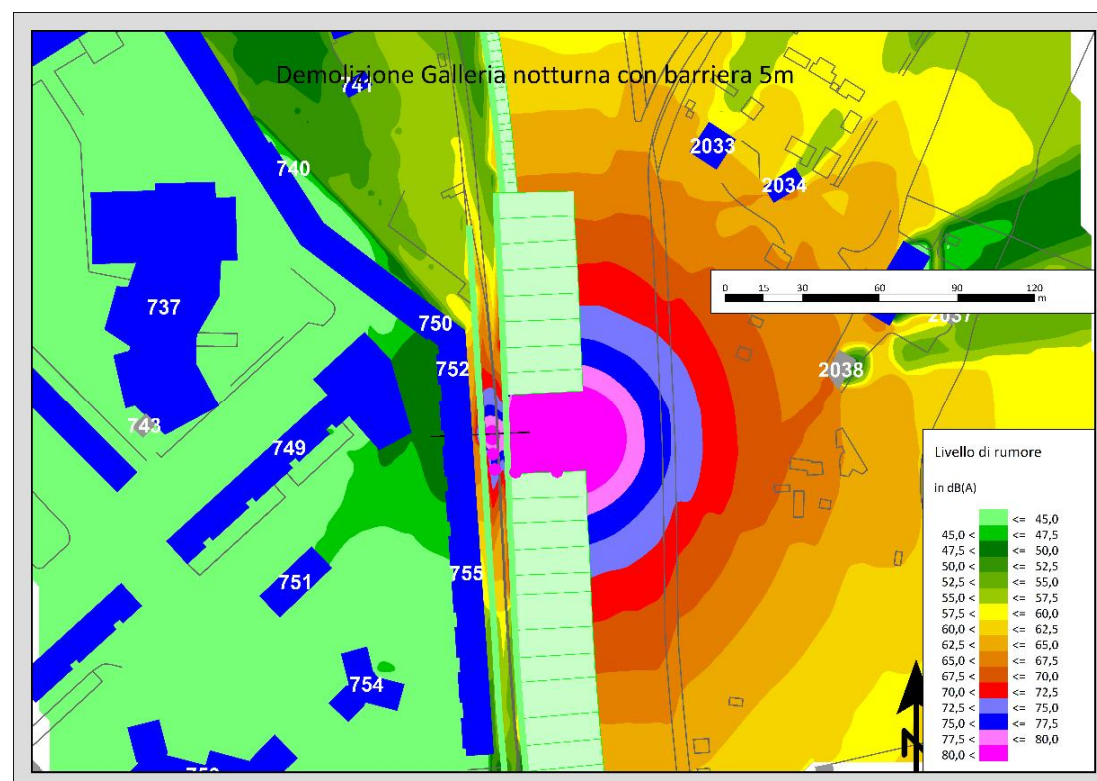 Demolizione Galleria notturna con barriera 5m
741
740
2033
2034
737
0 15 30 60 90 120
m
2037
750
752
2038
743
749
751
755
754
Livello di rumore
in dB(A)
<= 45,0
45,0 < <= 47,5
47,5 < <= 50,0
50,0 < <= 52,5
52,5 < <= 55,0
55,0 < <= 57,5
57,5 < <= 60,0
60,0 < <= 62,5
62,5 < <= 65,0
65,0 < <= 67,5
67,5 < <= 70,0
70,0 < <= 72,5
72,5 < <= 75,0
75,0 < <= 77,5
77,5 < <= 80,0
80,0 <
N